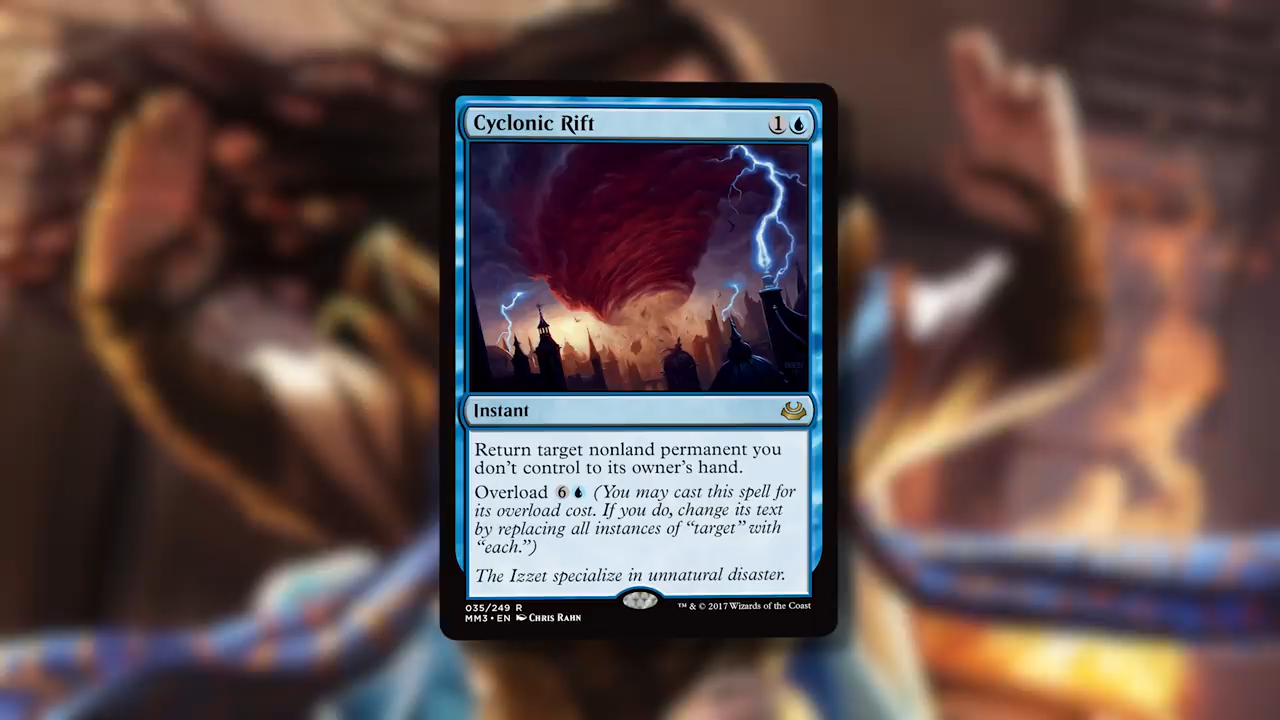 Cyclonic Rift 1
Instant
Return target nonland permanent you
don't control to its owner's hand.
Overload 6 (You may cast this spell for
its overload cost. If you do, change its text
by replacing all instances of "target" with
"each.")
The Izzet specialize in unnatural disaster.
035/249 R
MM3 • EN Chris Rahn
™ & © 2017 Wizards of the Coast